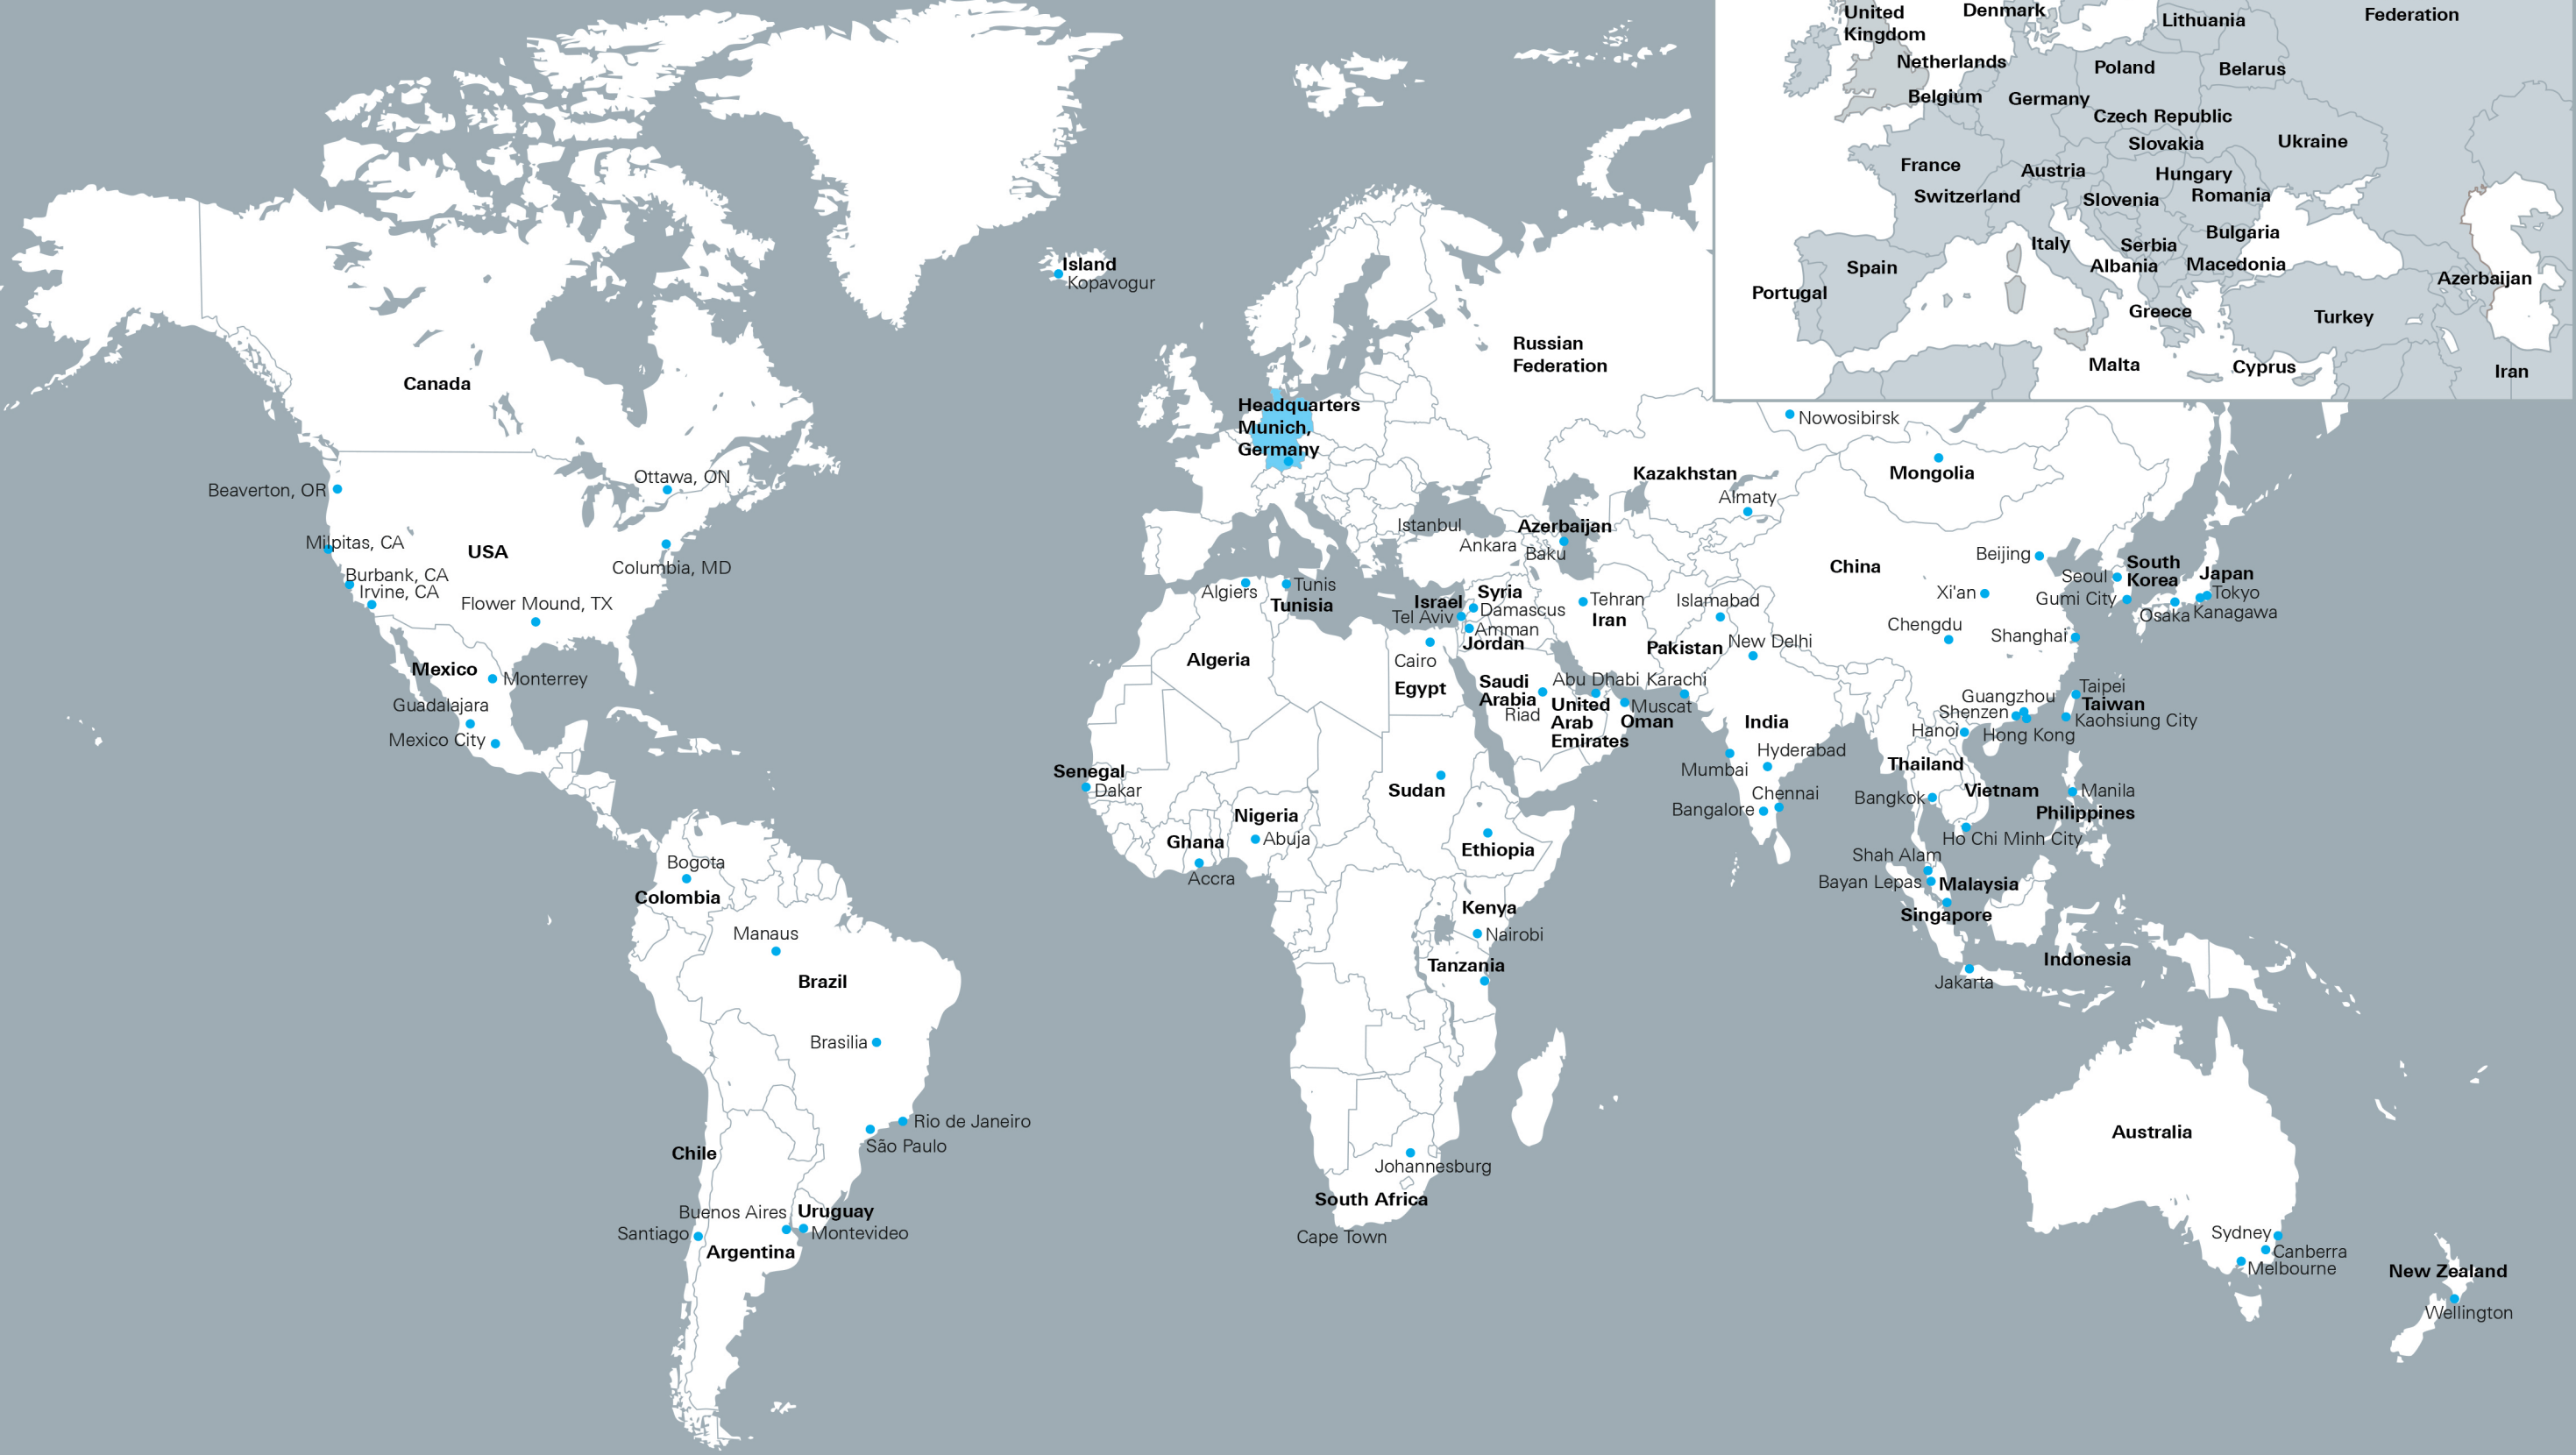 United
Kingdom
Denmark
Lithuania
Federation
Netherlands
Poland
Belarus
Belgium
Germany
Czech Republic
Slovakia
Ukraine
France
Austria
Hungary
Switzerland
Slovenia
Romania
Italy
Serbia
Bulgaria
Spain
Albania
Macedonia
Azerbaijan
Portugal
Greece
Turkey
Malta
Cyprus
Iran
Island
Kopavogur
Russian
Federation
Canada
Headquarters
Munich,
Germany
Nowosibirsk
Beaverton, OR
Ottawa, ON
Milpitas, CA
USA
Columbia, MD
Burbank, CA
Irvine, CA
Flower Mound, TX
Mexico
Monterrey
Guadalajara
Mexico City
Kazakhstan
Almaty
Mongolia
Istanbul
Ankara
Azerbaijan
Baku
China
Beijing
Xi'an
Chengdu
Shanghai
Seoul
South
Korea
Gumi City
Japan
Tokyo
Osaka
Kanagawa
Algiers
Tunis
Tunisia
Algeria
Israel
Tel Aviv
Syria
Damascus
Amman
Jordan
Cairo
Egypt
Tehran
Iran
Islamabad
Pakistan
New Delhi
Saudi
Arabia
Riad
Abu Dhabi
Karachi
United
Arab
Emirates
Muscat
Oman
India
Mumbai
Hyderabad
Chennai
Bangalore
Guangzhou
Shenzen
Hanoi
Hong Kong
Taipei
Taiwan
Kaohsiung City
Thailand
Bangkok
Vietnam
Ho Chi Minh City
Manila
Philippines
Shah Alam
Bayan Lepas
Malaysia
Singapore
Indonesia
Jakarta
Senegal
Dakar
Sudan
Nigeria
Abuja
Ghana
Accra
Ethiopia
Kenya
Nairobi
Tanzania
Johannesburg
South Africa
Cape Town
Bogota
Colombia
Manaus
Brazil
Brasilia
Rio de Janeiro
São Paulo
Chile
Buenos Aires
Uruguay
Santiago
Montevideo
Argentina
Australia
Sydney
Canberra
Melbourne
New Zealand
Wellington